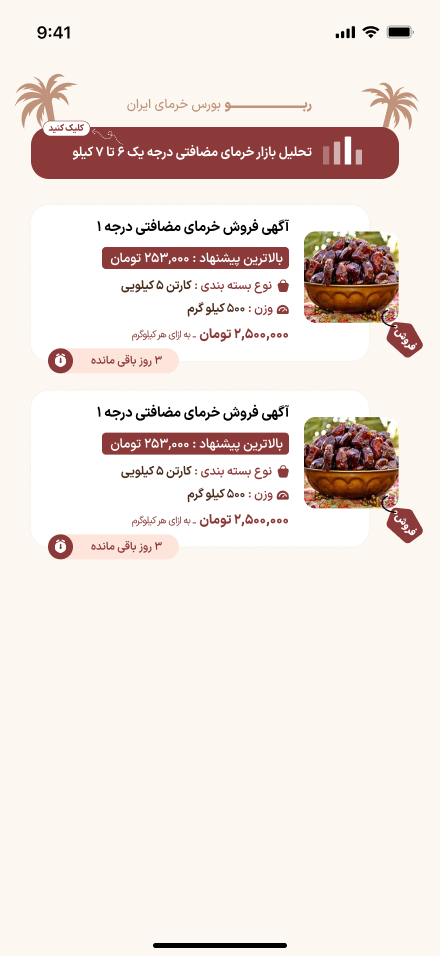 9:41
ربـــــــــــــو بورس خرمای ایران
کلیک کنید
تحلیل بازار خرمای مضافتی درجه یک ۶ تا ۷ کیلو
آگهی فروش خرمای مضافتی درجه ۱
بالاترین پیشنهاد : ۲۵۳,۰۰۰ تومان
نوع بسته بندی : کارتن ۵ کیلویی
وزن : ۵۰۰ کیلو گرم
۲,۵۰۰,۰۰۰ تومان - به ازای هر کیلوگرم
فروش
۳ روز باقی مانده
آگهی فروش خرمای مضافتی درجه ۱
بالاترین پیشنهاد : ۲۵۳,۰۰۰ تومان
نوع بسته بندی : کارتن ۵ کیلویی
وزن : ۵۰۰ کیلو گرم
۲,۵۰۰,۰۰۰ تومان - به ازای هر کیلوگرم
فروش
۳ روز باقی مانده